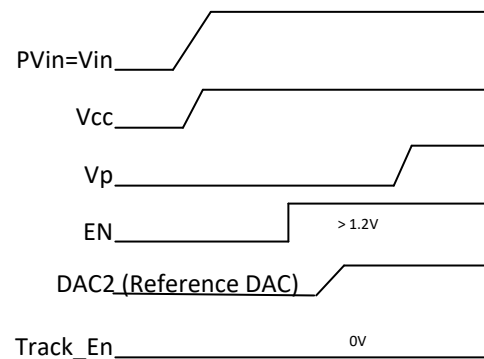 PVin=Vin
Vcc
Vp
EN
> 1.2V
DAC2 (Reference DAC)
Track_En
0V